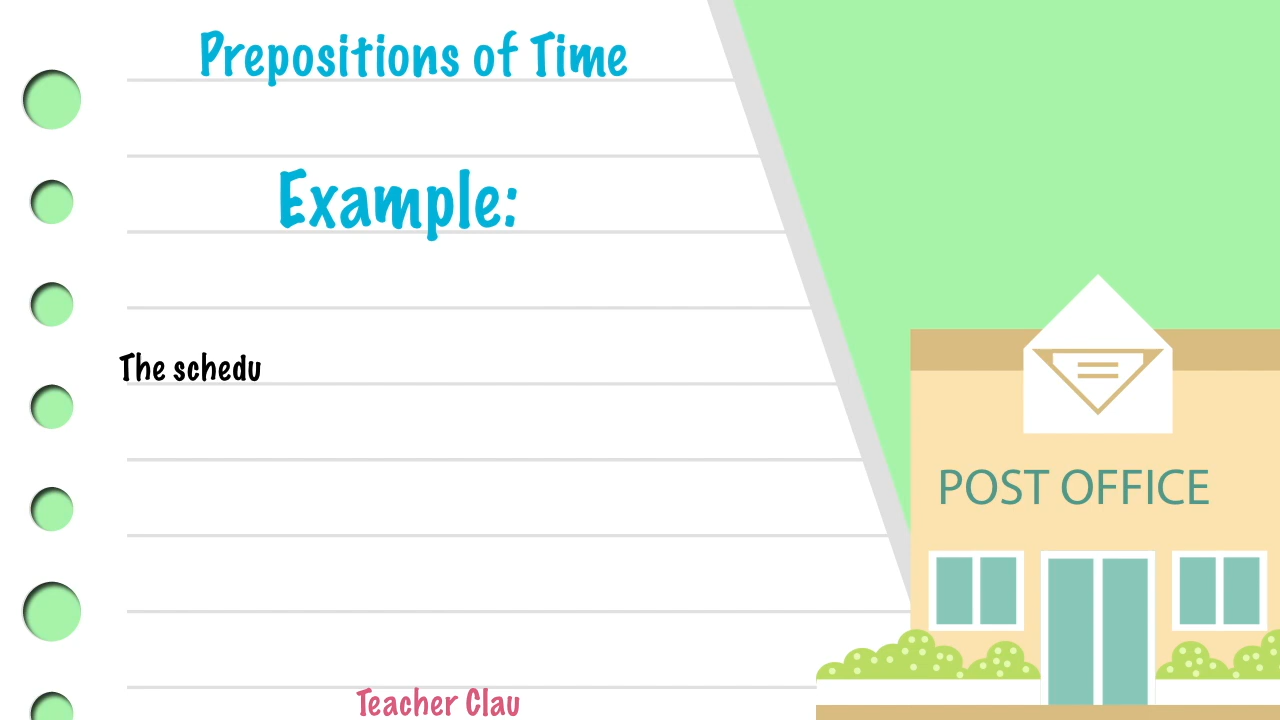 Prepositions of Time
Example:
The schedu
POST OFFICE
Teacher Clau